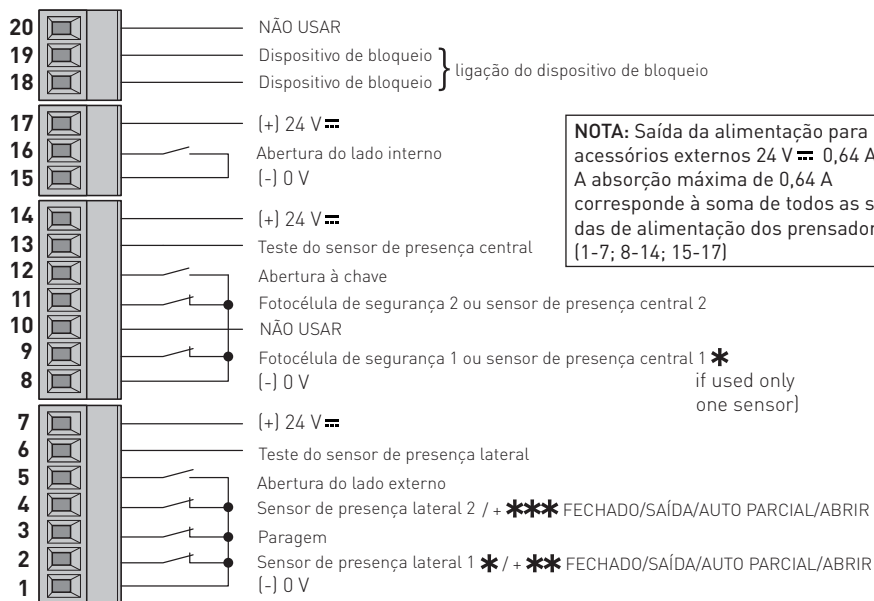 20 NÃO USAR
19 Dispositivo de bloqueio
18 Dispositivo de bloqueio
} ligação do dispositivo de bloqueio
17 (+) 24 V
16 Abertura do lado interno
15 (-) 0 V
NOTA: Saída da alimentação para
acessórios externos 24 V 0,64 A
A absorção máxima de 0,64 A
corresponde à soma de todos as s
das de alimentação dos prensador
(1-7; 8-14; 15-17)
14 (+) 24 V
13 Teste do sensor de presença central
12 Abertura à chave
11 Fotocélula de segurança 2 ou sensor de presença central 2
10 NÃO USAR
9 Fotocélula de segurança 1 ou sensor de presença central 1 ✱
8 (-) 0 V
if used only
one sensor)
7 (+) 24 V
6 Teste do sensor de presença lateral
5 Abertura do lado externo
4 Sensor de presença lateral 2 / + ✱✱✱ FECHADO/SAÍDA/AUTO PARCIAL/ABRIR
3 Paragem
2 Sensor de presença lateral 1 ✱ / + ✱✱ FECHADO/SAÍDA/AUTO PARCIAL/ABRIR
1 (-) 0 V